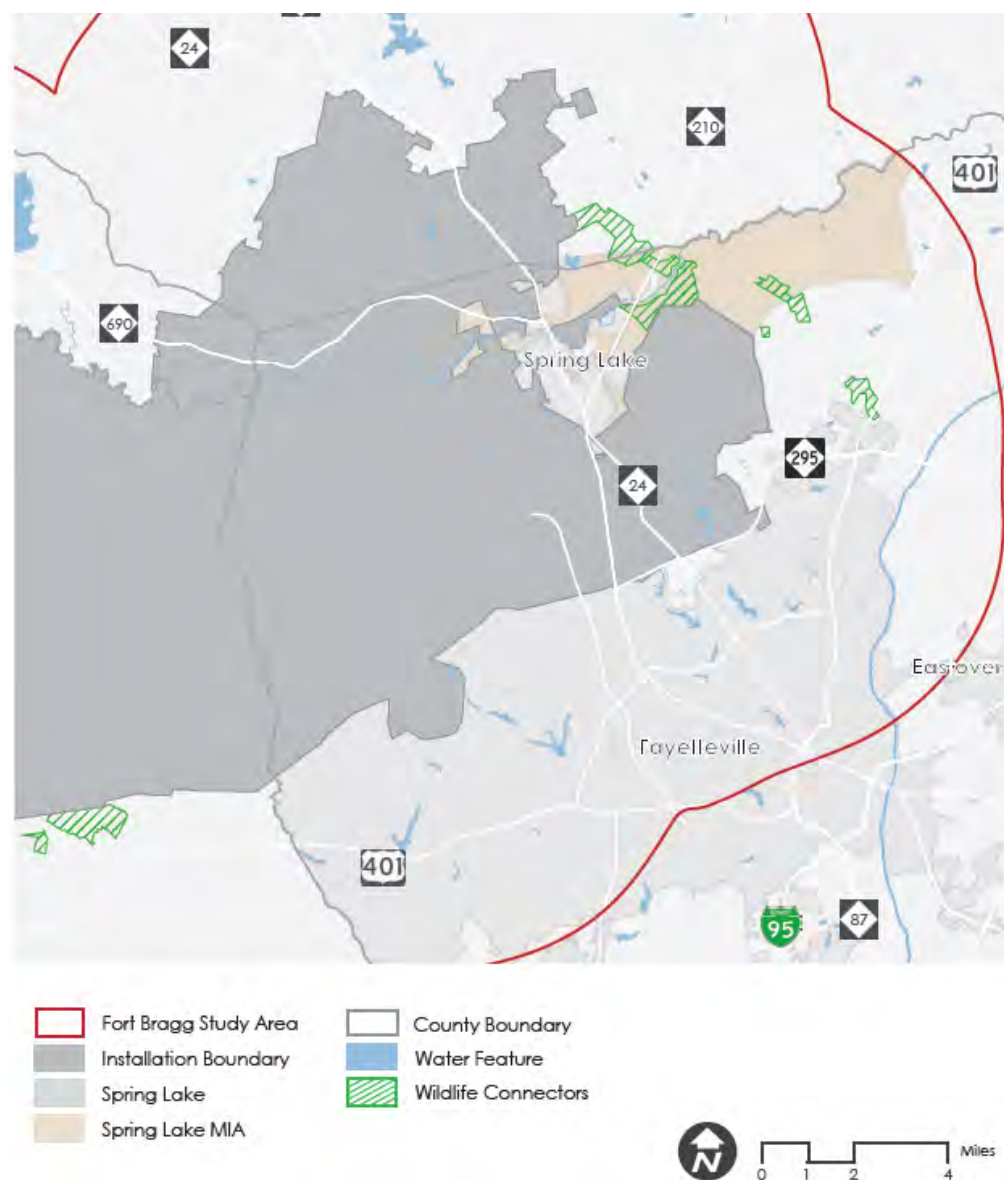 24
210
401
690
Spring Lake
295
24
Eastover
Fayetteville
401
95
87
Fort Bragg Study Area
Installation Boundary
Spring Lake
Spring Lake MIA
County Boundary
Water Feature
Wildlife Connectors
N
0 1 2 4
Miles